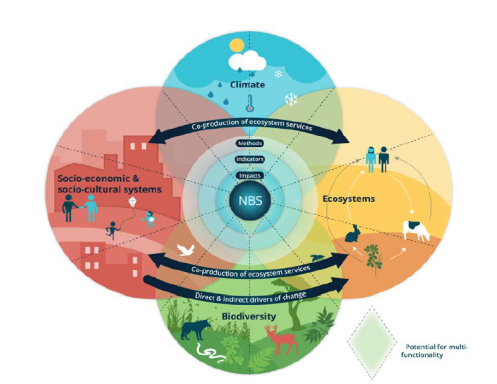 Climate
Co-production of ecosystem services
Methods
Indicators
Impacts
Socio-economic &
socio-cultural systems
NBS
Ecosystems
Co-production of ecosystem services
Direct & indirect drivers of change
Biodiversity
Potential for multi-
functionality